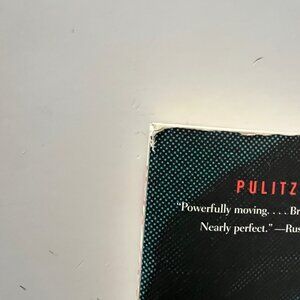 PULITZ
“Powerfully moving. . . . Br
Nearly perfect.” —Rus